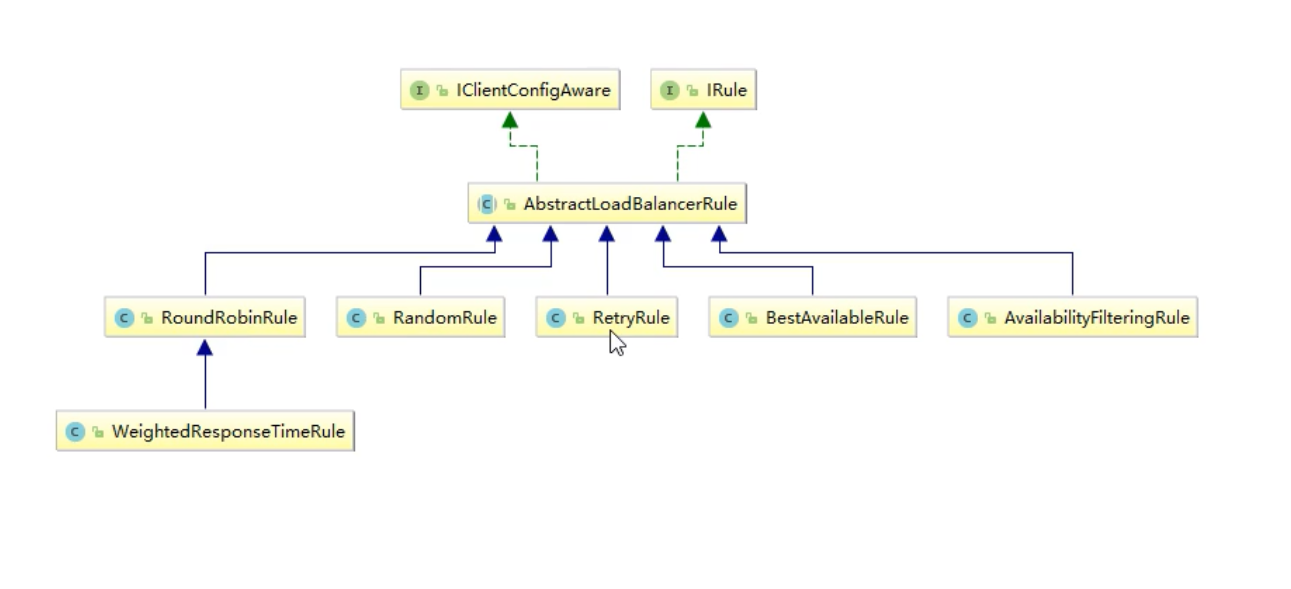 IClientConfigAware
IRule
AbstractLoadBalancerRule
RoundRobinRule
RandomRule
RetryRule
BestAvailableRule
AvailabilityFilteringRule
WeightedResponseTimeRule